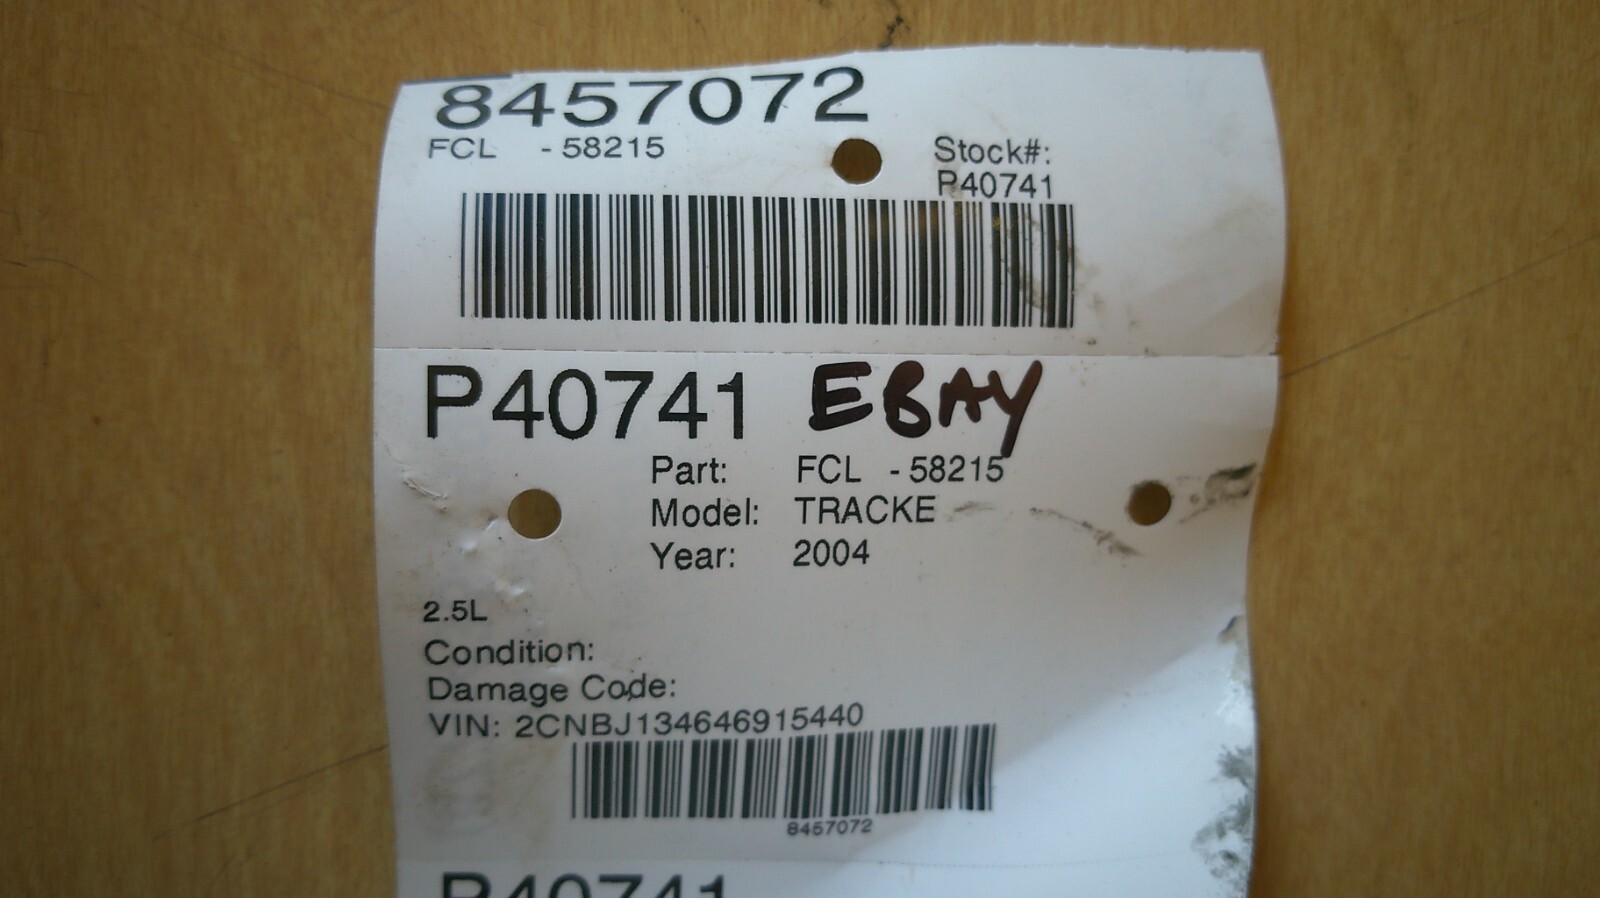 8457072
FCL - 58215
Stock#:
P40741
P40741 EBAY
Part: FCL - 58215
Model: TRACKE
Year: 2004
2.5L
Condition:
Damage Code:
VIN: 2CNBJ134646915440
8457072
P40741